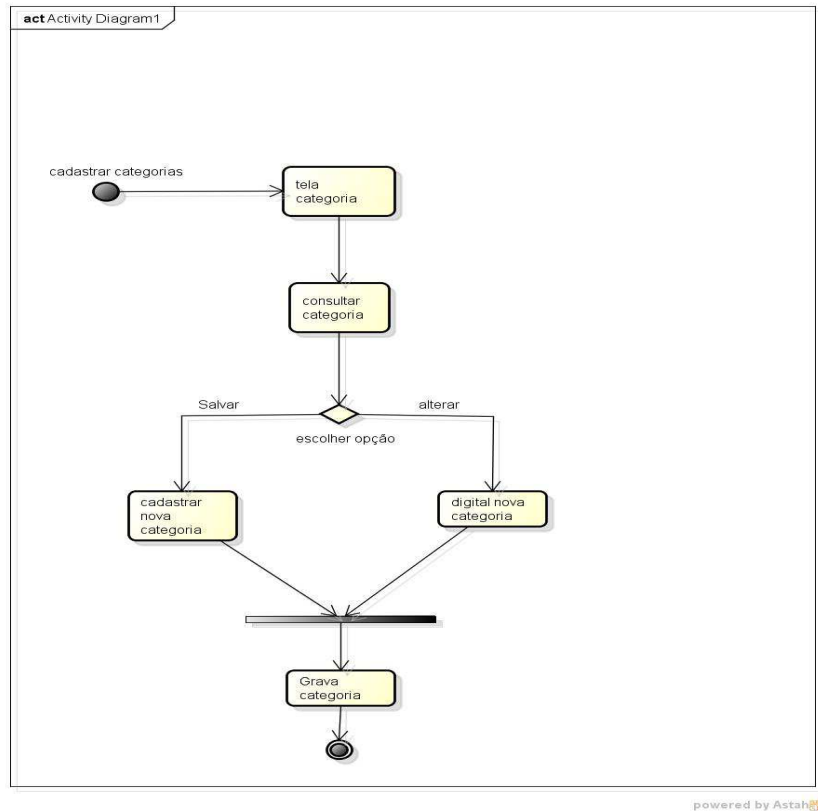 act Activity Diagram1
cadastrar categorias
tela
categoria
consultar
categoria
Salvar
alterar
escolher opção
cadastrar
nova
categoria
digital nova
categoria
Grava
categoria
powered by Astah